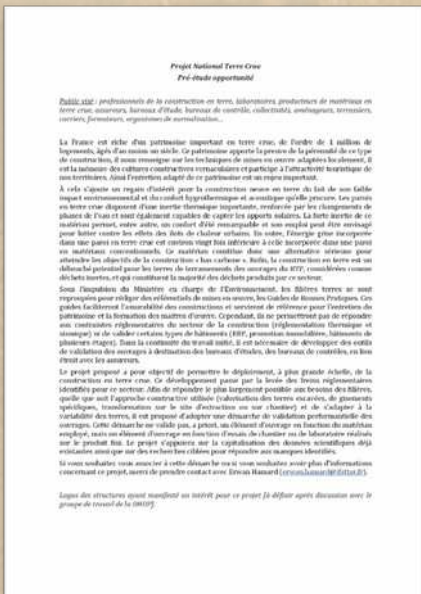 Projet National Terre Crue
Pré-étude opportunité
Public visé : professionnels de la construction en terre, laboratoires, producteurs de matériaux en
terre crue, assureurs, bureaux d'étude, bureaux de contrôle, collectivités, aménageurs, terrassiers,
carriers, formateurs, organismes de normalisation...
La France est riche d'un patrimoine important en terre crue, de l'ordre de 1 million de
logements, âgés d'au moins un siècle. Ce patrimoine apporte la preuve de la pérennité de ce type
de construction, il nous renseigne sur les techniques de mises en œuvre adaptées localement, il
est la mémoire des cultures constructives vernaculaires et participe à l'attractivité touristique de
nos territoires. Ainsi l'entretien adapté de ce patrimoine est un enjeu important.
À cela s'ajoute un regain d'intérêt pour la construction neuve en terre du fait de son faible
impact environnemental et du confort hygrothermique et acoustique qu'elle procure. Les parois
en terre crue disposent d'une inertie thermique importante, renforcée par les changements de
phases de l'eau et sont également capables de capter les apports solaires. La forte inertie de ce
matériau permet, entre autre, un confort d'été remarquable et son emploi peut être envisagé
pour lutter contre les effets des îlots de chaleur urbains. En outre, l'énergie grise incorporée
dans une paroi en terre crue est environ vingt fois inférieure à celle incorporée dans une paroi
en matériaux conventionnels. Ce matériau constitue donc une alternative sérieuse pour
atteindre les objectifs de la construction « bas carbone ». Enfin, la construction en terre est un
débouché potentiel pour les terres de terrassements des ouvrages du BTP, considérées comme
déchets inertes, et qui constituent la majorité des déchets produits par ce secteur.
Sous l'impulsion du Ministère en charge de l'Environnement, les filières terres se sont
regroupées pour rédiger des référentiels de mises en œuvre, les Guides de Bonnes Pratiques. Ces
guides faciliteront l'assurabilité des constructions et serviront de référence pour l'entretien du
patrimoine et la formation des maîtres d'œuvre. Cependant, ils ne permettront pas de répondre
aux contraintes réglementaires du secteur de la construction (réglementation thermique et
sismique) ni de valider certains types de bâtiments (ERP, promotion immobilière, bâtiments de
plusieurs étages). Dans la continuité du travail initié, il est nécessaire de développer des outils
de validation des ouvrages à destination des bureaux d'études, des bureaux de contrôles, en lien
étroit avec les assureurs.
Le projet proposé a pour objectif de permettre le déploiement, à plus grande échelle, de la
construction en terre crue. Ce développement passe par la levée des freins réglementaires
identifiés pour ce secteur. Afin de répondre le plus largement possible aux besoins des filières,
quelle que soit l'approche constructive utilisée (valorisation des terres excavées, de gisements
spécifiques, transformation sur le site d'extraction ou sur chantier) et de s'adapter à la
variabilité des terres, il est proposé d'adopter une démarche de validation performantielle des
ouvrages. Cette démarche ne valide pas, a priori, un élément d'ouvrage en fonction du matériau
employé, mais un élément d'ouvrage en fonction d'essais de chantier ou de laboratoire réalisés
sur le produit fini. Le projet s'appuiera sur la capitalisation des données scientifiques déjà
existantes ainsi que sur des recherches ciblées pour répondre aux manques identifiés.
Si vous souhaitez vous associer à cette démarche ou si vous souhaitez avoir plus d'informations
concernant ce projet, merci de prendre contact avec Erwan Hamard (erwan.hamard@ifsttar.fr).
Logos des structures ayant manifesté un intérêt pour ce projet [à définir après discussion avec le
groupe de travail de la